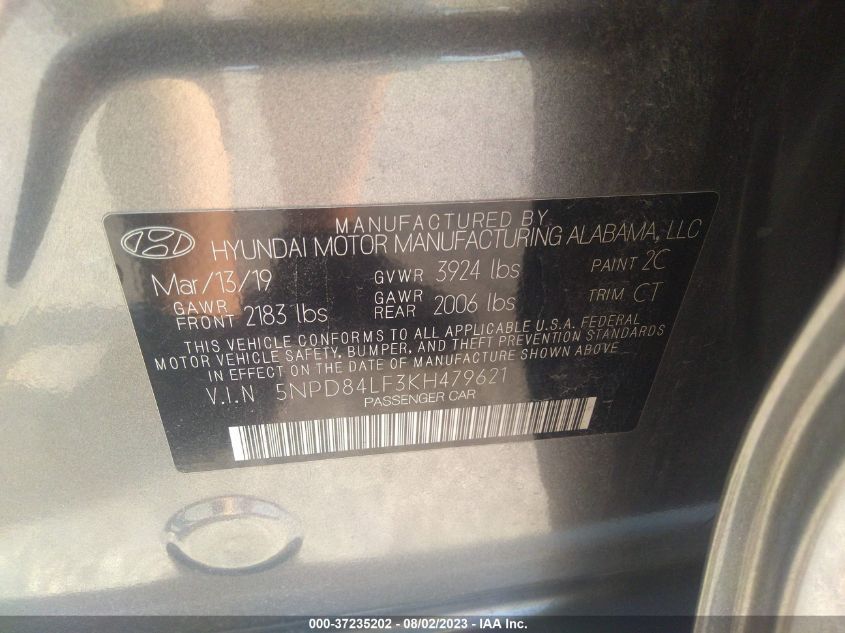 MANUFACTURED BY
HYUNDAI MOTOR MANUFACTURING ALABAMA, LLC
Mar/13/19 GVWR 3924 lbs PAINT 2C
GAWR FRONT 2183 lbs GAWR REAR 2006 lbs TRIM CT
THIS VEHICLE CONFORMS TO ALL APPLICABLE U.S.A. FEDERAL
MOTOR VEHICLE SAFETY, BUMPER, AND THEFT PREVENTION STANDARDS
IN EFFECT ON THE DATE OF MANUFACTURE SHOWN ABOVE
V.I.N 5NPD84LF3KH479621
PASSENGER CAR
000-37235202 - 08/02/2023 - © IAA Inc.